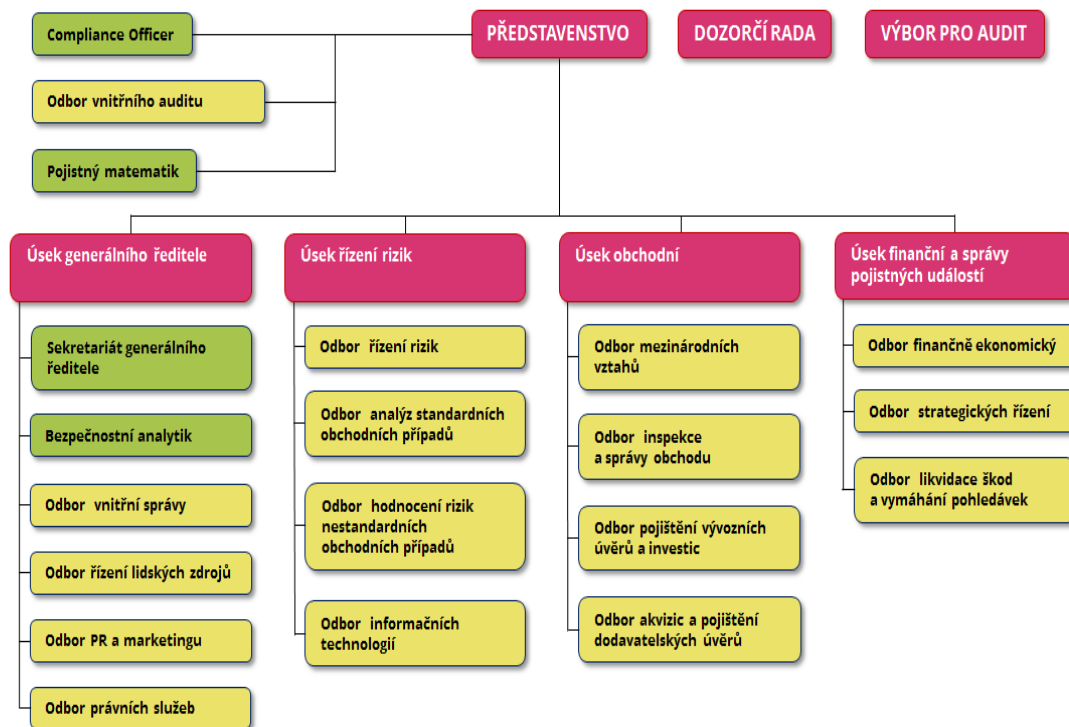 Compliance Officer
PŘEDSTAVENSTVO
DOZORČÍ RADA
VÝBOR PRO AUDIT
Odbor vnitřního auditu
Pojistný matematik
Úsek generálního ředitele
Sekretariát generálního
ředitele
Bezpečnostní analytik
Odbor vnitřní správy
Odbor řízení lidských zdrojů
Odbor PR a marketingu
Odbor právních služeb
Úsek řízení rizik
Odbor řízení rizik
Odbor analýz standardních
obchodních případů
Odbor hodnocení rizik
nestandardních
obchodních případů
Odbor informačních
technologií
Úsek obchodní
Odbor mezinárodních
vztahů
Odbor inspekce
a správy obchodu
Odbor pojištění vývozních
úvěrů a investic
Odbor akvizic a pojištění
dodavatelských úvěrů
Úsek finanční a správy
pojistných událostí
Odbor finančně ekonomický
Odbor strategických řízení
Odbor likvidace škod
a vymáhání pohledávek